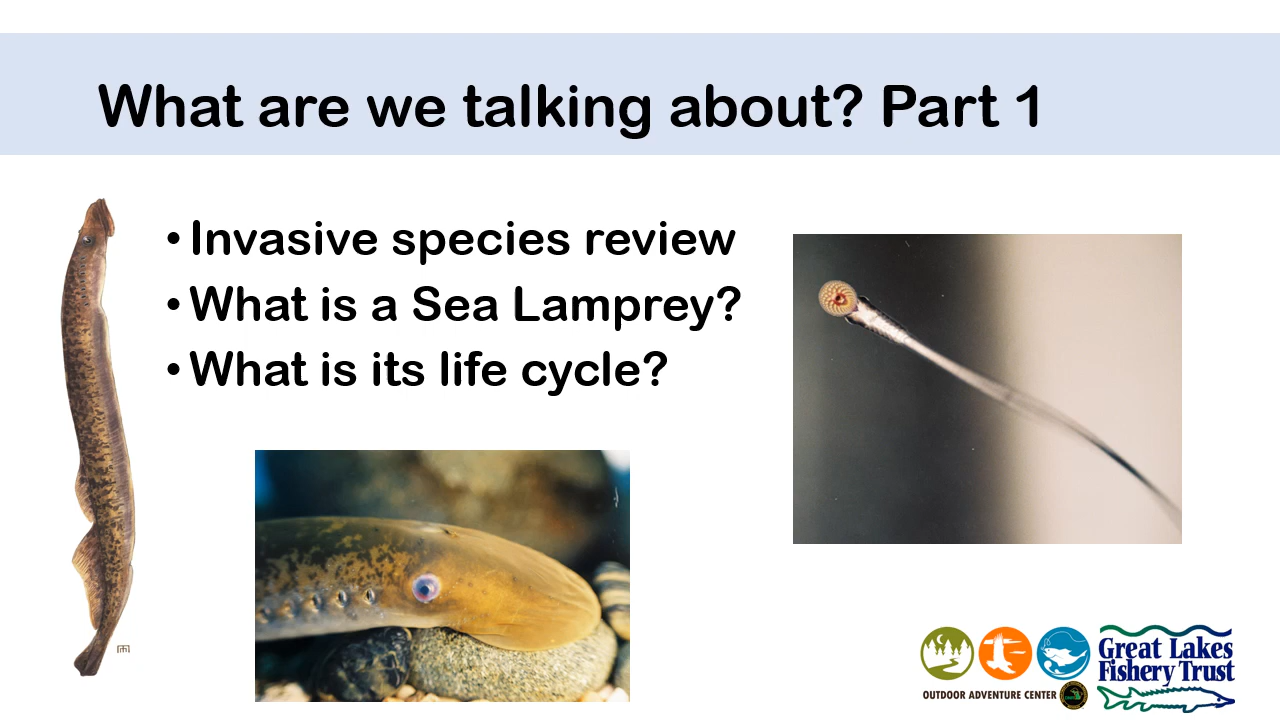 What are we talking about? Part 1
• Invasive species review
• What is a Sea Lamprey?
• What is its life cycle?
OUTDOOR ADVENTURE CENTER
Great Lakes
Fishery Trust